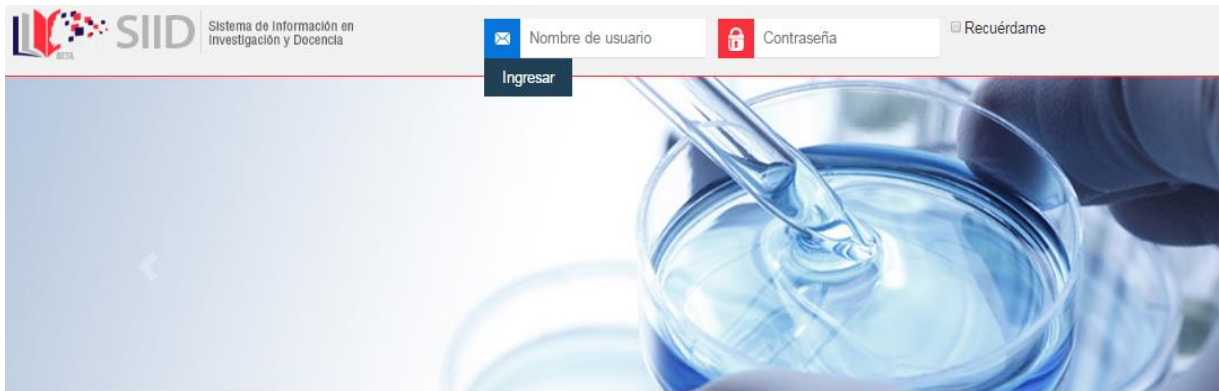 SIID
Sistema de Información en
Investigación y Docencia
BETA
Nombre de usuario
Contraseña
Recuérdame
Ingresar